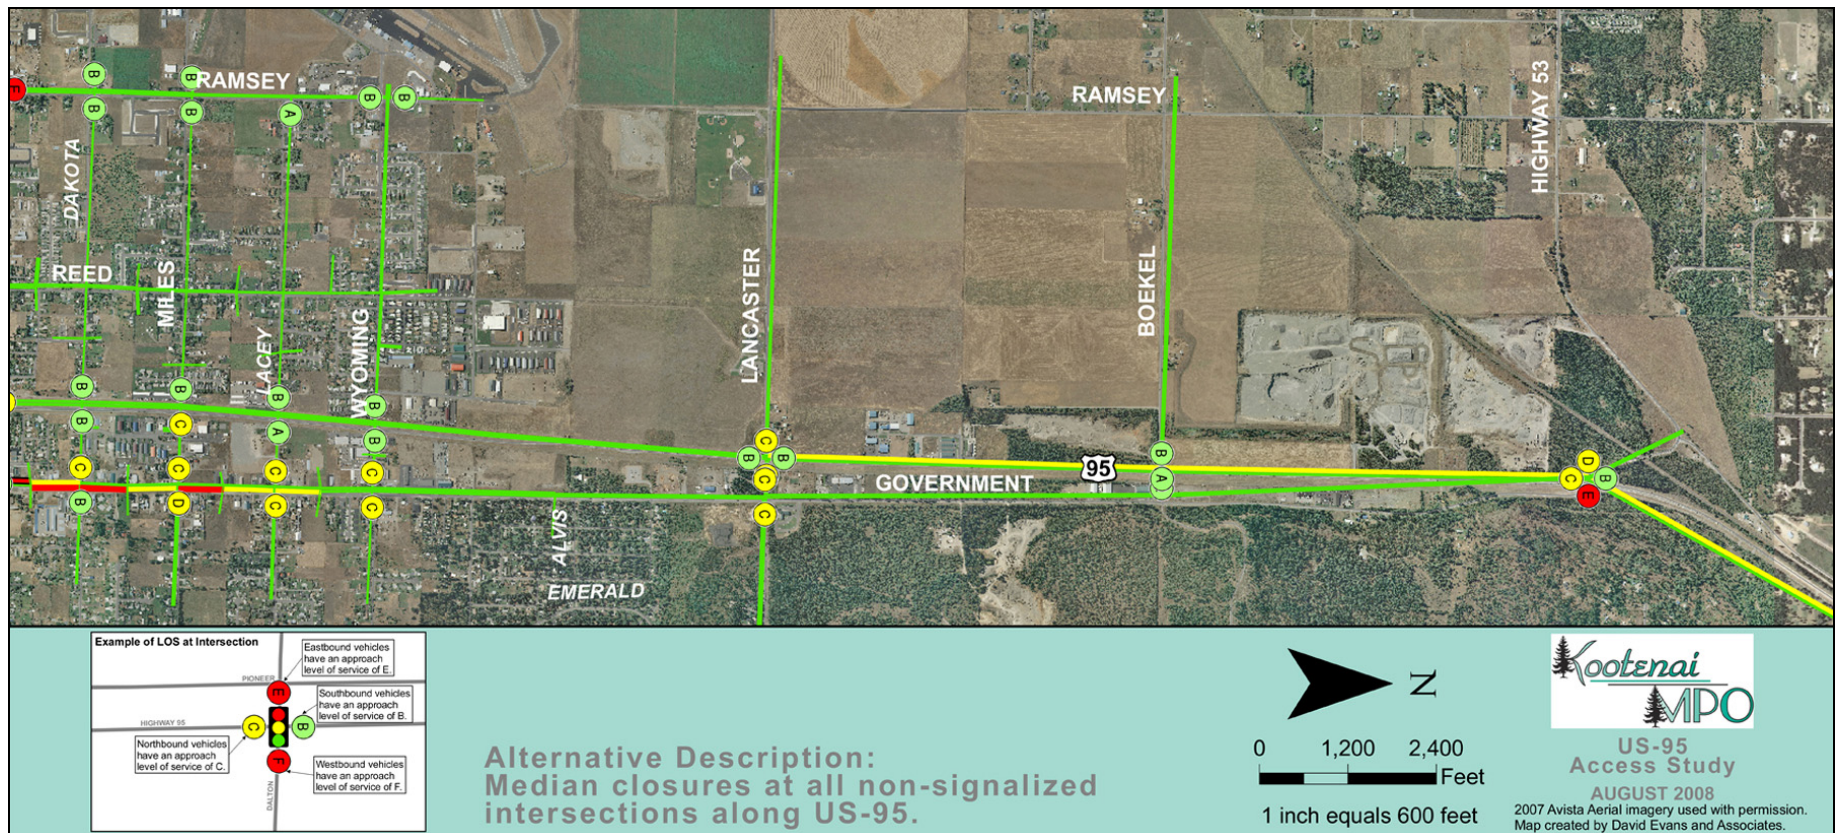 RAMSEY
RAMSEY
HIGHWAY 53
DAKOTA
REED
MILES
LACEY
WYOMING
LANCASTER
BOEKEL
95
GOVERNMENT
ALVIS
EMERALD
E
B
B
B
B
A
B
B
B
B
B
B
B
C
A
B
C
C
C
C
B
D
C
C
C
B
B
C
C
B
A
D
C
B
E
Example of LOS at Intersection
Eastbound vehicles
have an approach
level of service of E.
PIONEER
E
Southbound vehicles
have an approach
level of service of B.
HIGHWAY 95
C
B
Northbound vehicles
have an approach
level of service of C.
F
Westbound vehicles
have an approach
level of service of F.
DALTON
Alternative Description:
Median closures at all non-signalized
intersections along US-95.
N
0 1,200 2,400
Feet
1 inch equals 600 feet
Kootenai
MPO
US-95
Access Study
AUGUST 2008
2007 Avista Aerial imagery used with permission.
Map created by David Evans and Associates.